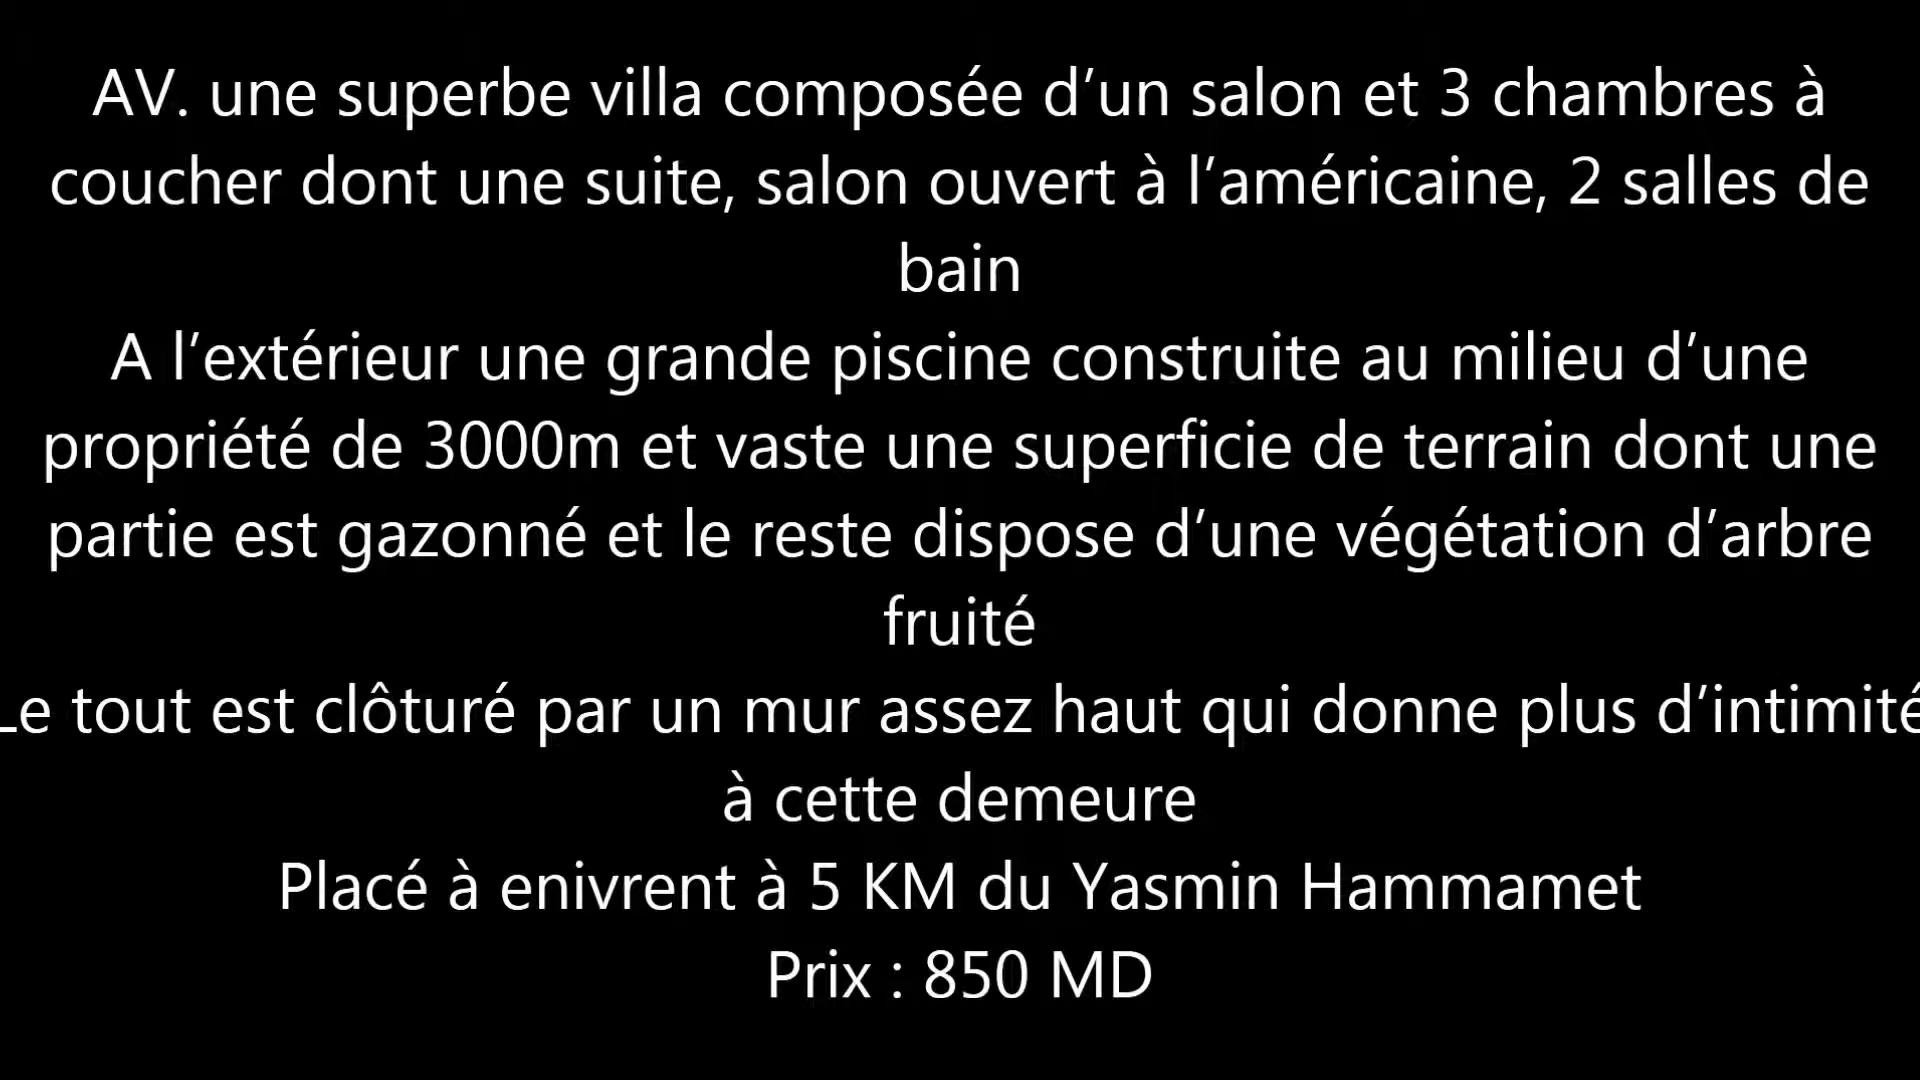 AV. une superbe villa composée d’un salon et 3 chambres à
coucher dont une suite, salon ouvert à l’américaine, 2 salles de
bain
A l’extérieur une grande piscine construite au milieu d’une
propriété de 3000m et vaste une superficie de terrain dont une
partie est gazonné et le reste dispose d’une végétation d’arbre
fruité
Le tout est clôturé par un mur assez haut qui donne plus d’intimité
à cette demeure
Placé à enivrent à 5 KM du Yasmin Hammamet
Prix : 850 MD